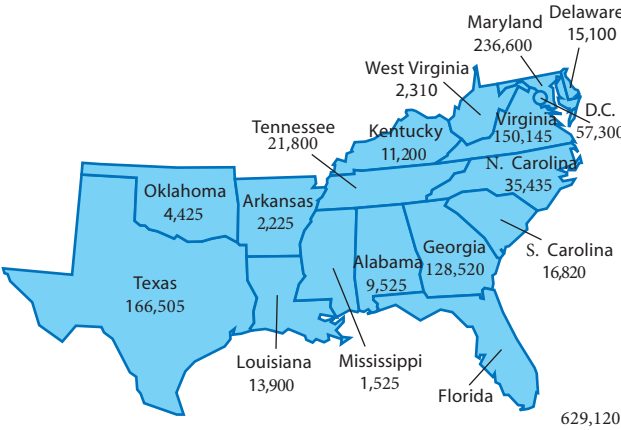 Delaware
15,100
Maryland
236,600
West Virginia
2,310
D.C.
57,300
Virginia
150,145
Tennessee
21,800
Kentucky
11,200
N. Carolina
35,435
Oklahoma
4,425
Arkansas
2,225
S. Carolina
16,820
Georgia
128,520
Alabama
9,525
Texas
166,505
Louisiana
13,900
Mississippi
1,525
Florida
629,120